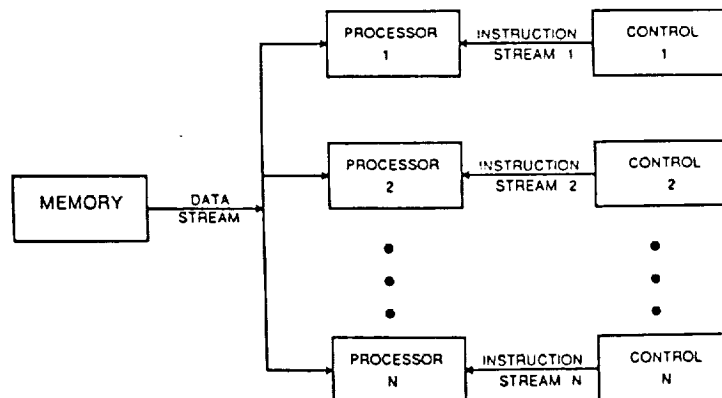 PROCESSOR
1
INSTRUCTION
STREAM 1
CONTROL
1
MEMORY
DATA
STREAM
PROCESSOR
2
INSTRUCTION
STREAM 2
CONTROL
2
PROCESSOR
N
INSTRUCTION
STREAM N
CONTROL
N